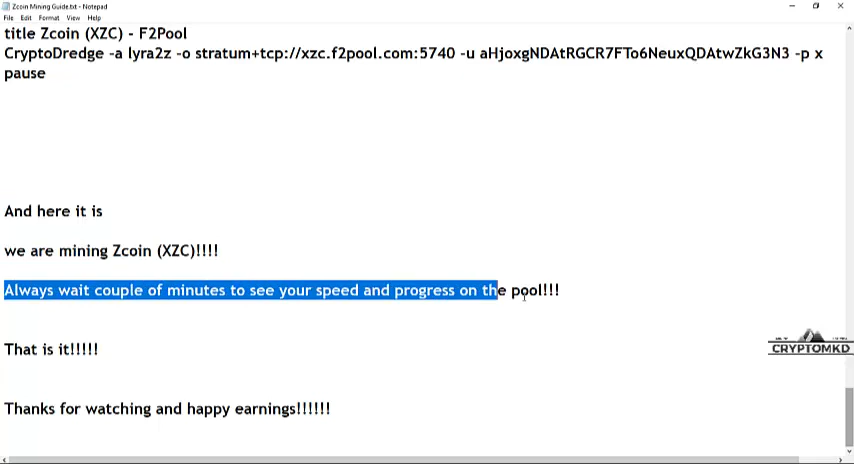 Zcoin Mining Guide.txt - Notepad
File Edit Format View Help
title Zcoin (XZC) - F2Pool
CryptoDredge -a lyra2z -o stratum+tcp://xzc.f2pool.com:5740 -u aHjoxgNDAtRGCR7FTo6NeuxQDAtwZkG3N3 -p x
pause
And here it is
we are mining Zcoin (XZC)!!!!
Always wait couple of minutes to see your speed and progress on the pool!!!
That is it!!!!!
CRYPTOMKD
Thanks for watching and happy earnings!!!!!!